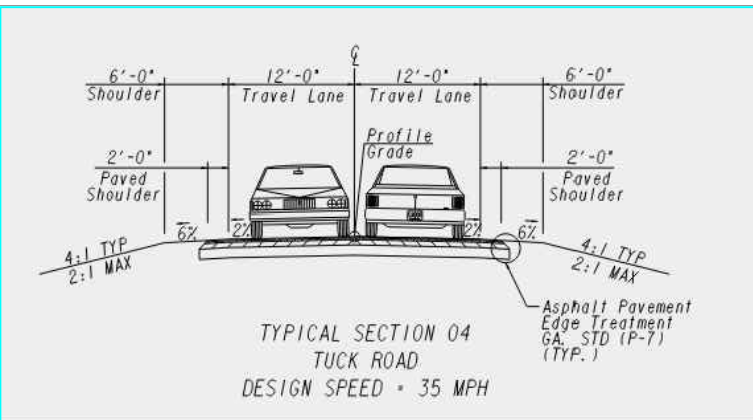 ℄
6'-0" 12'-0" 12'-0" 6'-0"
Shoulder Travel Lane Travel Lane Shoulder
Profile
Grade
2'-0" 2'-0"
Paved Paved
Shoulder Shoulder
6% 2% 2% 6%
4:1 TYP 4:1 TYP
2:1 MAX 2:1 MAX
Asphalt Pavement
Edge Treatment
GA. STD (P-7)
(TYP.)
TYPICAL SECTION 04
TUCK ROAD
DESIGN SPEED = 35 MPH